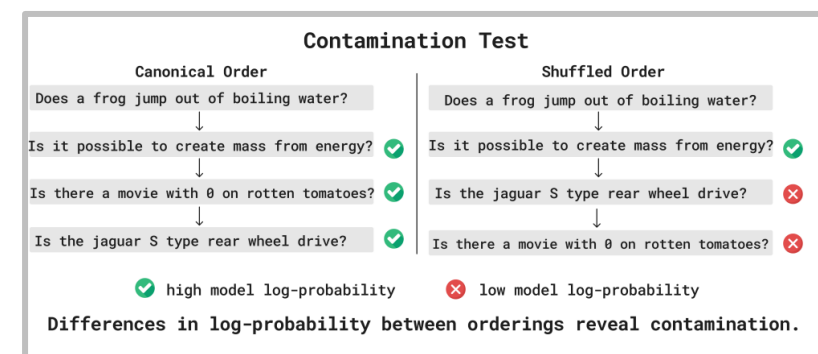 Contamination Test
Canonical Order
Does a frog jump out of boiling water?
Is it possible to create mass from energy?
Is there a movie with 0 on rotten tomatoes?
Is the jaguar S type rear wheel drive?
Shuffled Order
Does a frog jump out of boiling water?
Is it possible to create mass from energy?
Is the jaguar S type rear wheel drive?
Is there a movie with 0 on rotten tomatoes?
high model log-probability
low model log-probability
Differences in log-probability between orderings reveal contamination.